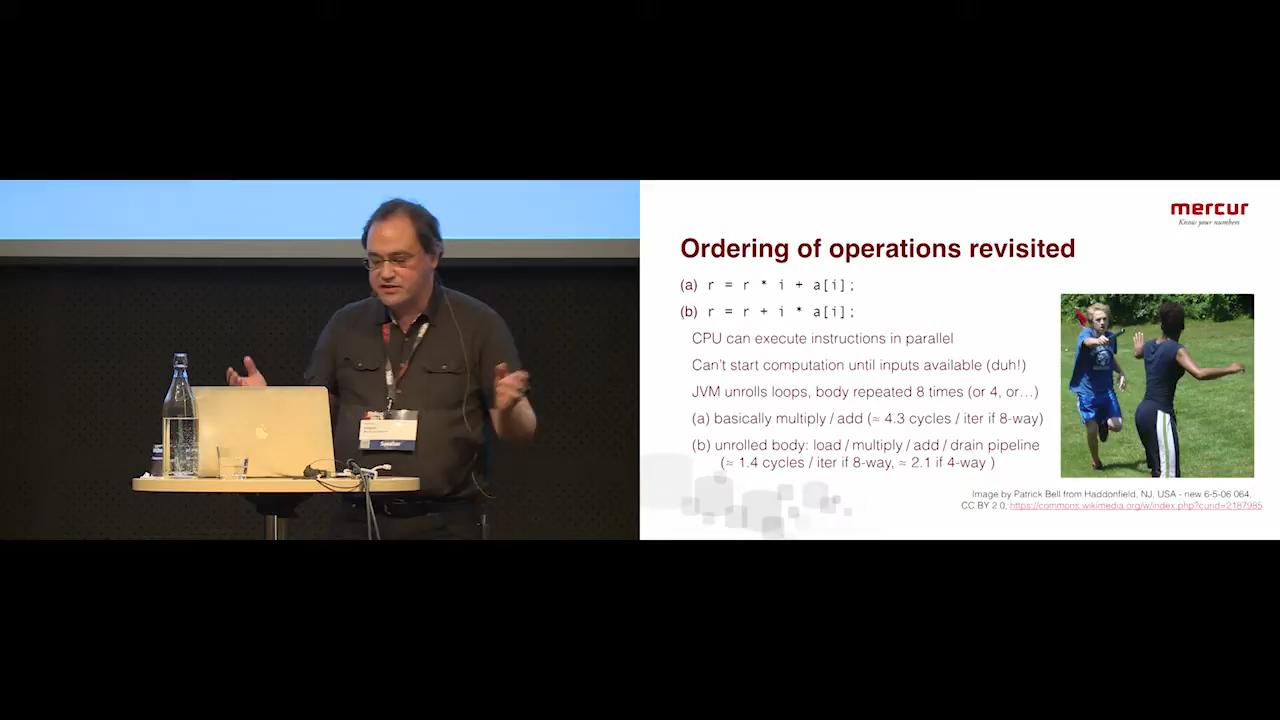 mercur
Know your numbers
Ordering of operations revisited
(a) r = r * i + a[i];
(b) r = r + i * a[i];
CPU can execute instructions in parallel
Can't start computation until inputs available (duh!)
JVM unrolls loops, body repeated 8 times (or 4, or…)
(a) basically multiply / add (≈ 4.3 cycles / iter if 8-way)
(b) unrolled body: load / multiply / add / drain pipeline
(≈ 1.4 cycles / iter if 8-way, ≈ 2.1 if 4-way )
Image by Patrick Bell from Haddonfield, NJ, USA - new 6-5-06 064,
CC BY 2.0, https://commons.wikimedia.org/w/index.php?curid=2187985
Speaker